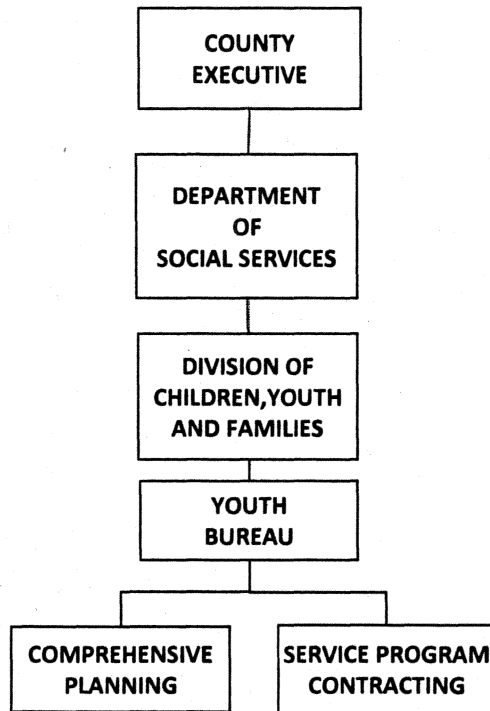 COUNTY
EXECUTIVE
DEPARTMENT
OF
SOCIAL SERVICES
DIVISION OF
CHILDREN,YOUTH
AND FAMILIES
YOUTH
BUREAU
COMPREHENSIVE
PLANNING
SERVICE PROGRAM
CONTRACTING